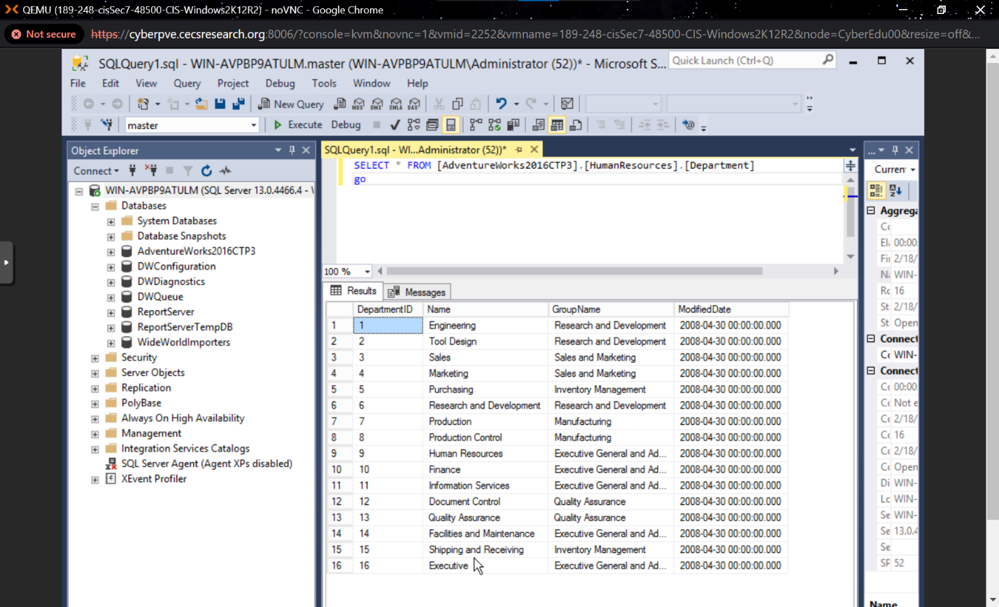 QEMU (189-248-cisSec7-48500-CIS-Windows2K12R2) - noVNC - Google Chrome
Not secure https://cyberpve.cecsresearch.org:8006/?console=kvm&novnc=1&vmid=2252&vmname=189-248-cisSec7-48500-CIS-Windows2K12R2&node=CyberEdu00&resize=off&...
SQLQuery1.sql - WIN-AVPBP9ATULM.master (WIN-AVPBP9ATULM\Administrator (52))* - Microsoft S... Quick Launch (Ctrl+Q)
File Edit View Query Project Debug Tools Window Help
New Query MDX DMX XMLA DAX
master Execute Debug
Object Explorer
Connect
WIN-AVPBP9ATULM (SQL Server 13.0.4466.4 -
Databases
System Databases
Database Snapshots
AdventureWorks2016CTP3
DWConfiguration
DWDiagnostics
DWQueue
ReportServer
ReportServerTempDB
WideWorldImporters
Security
Server Objects
Replication
PolyBase
Always On High Availability
Management
Integration Services Catalogs
SQL Server Agent (Agent XPs disabled)
XEvent Profiler
SQLQuery1.sql - WI...Administrator (52))*
SELECT * FROM [AdventureWorks2016CTP3].[HumanResources].[Department]
go
100 %
Results Messages
DepartmentID Name GroupName ModifiedDate
1 1 Engineering Research and Development 2008-04-30 00:00:00.000
2 2 Tool Design Research and Development 2008-04-30 00:00:00.000
3 3 Sales Sales and Marketing 2008-04-30 00:00:00.000
4 4 Marketing Sales and Marketing 2008-04-30 00:00:00.000
5 5 Purchasing Inventory Management 2008-04-30 00:00:00.000
6 6 Research and Development Research and Development 2008-04-30 00:00:00.000
7 7 Production Manufacturing 2008-04-30 00:00:00.000
8 8 Production Control Manufacturing 2008-04-30 00:00:00.000
9 9 Human Resources Executive General and Ad... 2008-04-30 00:00:00.000
10 10 Finance Executive General and Ad... 2008-04-30 00:00:00.000
11 11 Information Services Executive General and Ad... 2008-04-30 00:00:00.000
12 12 Document Control Quality Assurance 2008-04-30 00:00:00.000
13 13 Quality Assurance Quality Assurance 2008-04-30 00:00:00.000
14 14 Facilities and Maintenance Executive General and Ad... 2008-04-30 00:00:00.000
15 15 Shipping and Receiving Inventory Management 2008-04-30 00:00:00.000
16 16 Executive Executive General and Ad... 2008-04-30 00:00:00.000
...
Curren
Aggrega
Co
Ela 00:00
Fin 2/18/
Na WIN-
Ro 16
St 2/18/
St Open
Connect
Co WIN-
Connect
Co 00:00
Co Not e
Co 2/18/
Co 16
Co 2/18/
Co Open
Di WIN-
Lo WIN-
Se WIN-
Se 13.0.4
Se
SP 52
Name